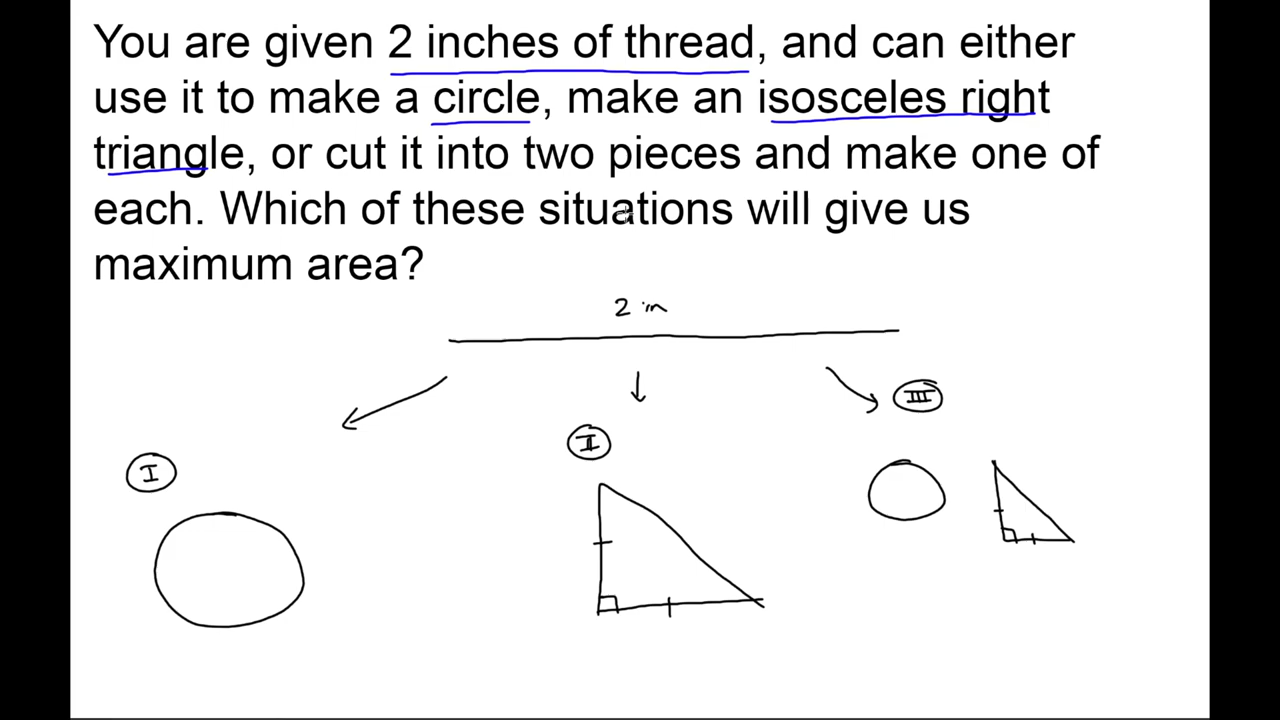 You are given 2 inches of thread, and can either
use it to make a circle, make an isosceles right
triangle, or cut it into two pieces and make one of
each. Which of these situations will give us
maximum area?
2 in
III
II
I